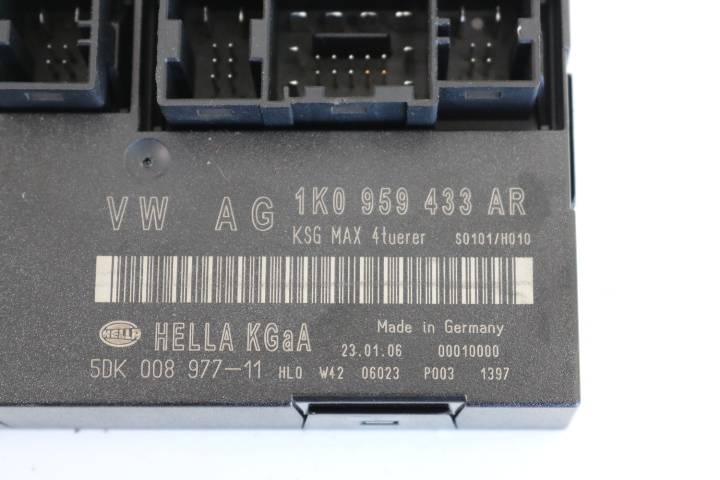 VW AG 1K0 959 433 AR
KSG MAX 4tuerer S0101/H010
HELLA HELLA KGaA Made in Germany
23.01.06 00010000
5DK 008 977-11 HL0 W42 06023 P003 1397